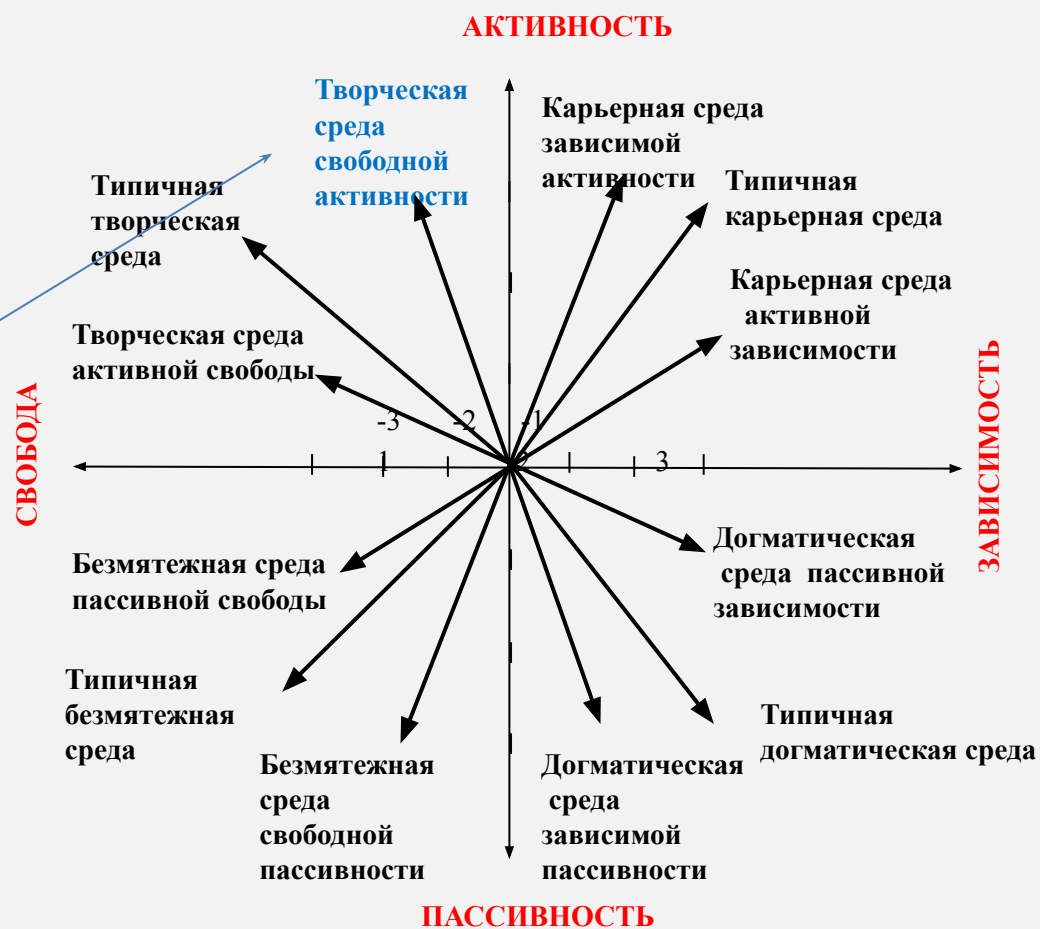 АКТИВНОСТЬ
Творческая
среда
свободной
активности
Карьерная среда
зависимой
активности
Типичная
творческая
среда
Типичная
карьерная среда
Карьерная среда
активной
зависимости
Творческая среда
активной свободы
СВОБОДА
ЗАВИСИМОСТЬ
-3 -2 -1
1 2 3
Безмятежная среда
пассивной свободы
Догматическая
среда пассивной
зависимости
Типичная
безмятежная
среда
Типичная
догматическая среда
Безмятежная
среда
свободной
пассивности
Догматическая
среда
зависимой
пассивности
ПАССИВНОСТЬ